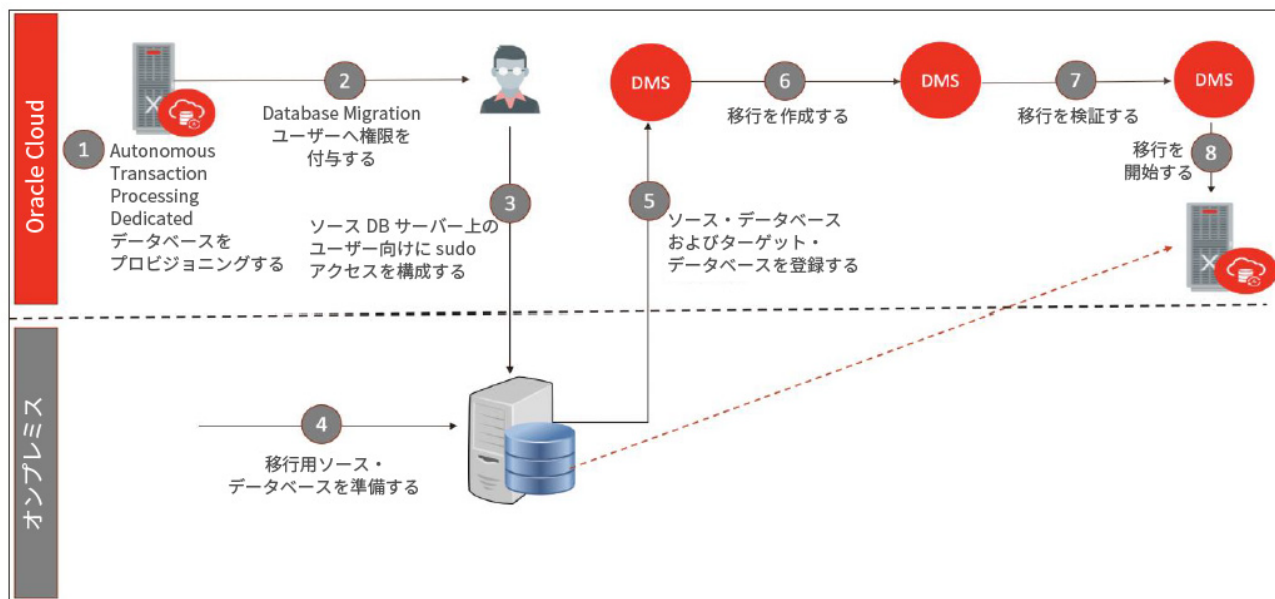 Oracle Cloud
オンプレミス
1
Autonomous
Transaction
Processing
Dedicated
データベースを
プロビジョニングする
2
Database Migration
ユーザーへ権限を
付与する
3
ソース DB サーバー上の
ユーザー向けに sudo
アクセスを構成する
4
移行用ソース・
データベースを準備する
5
ソース・データベース
およびターゲット・
データベースを登録する
DMS
6
移行を作成する
DMS
7
移行を検証する
DMS
8
移行を
開始する
X
X